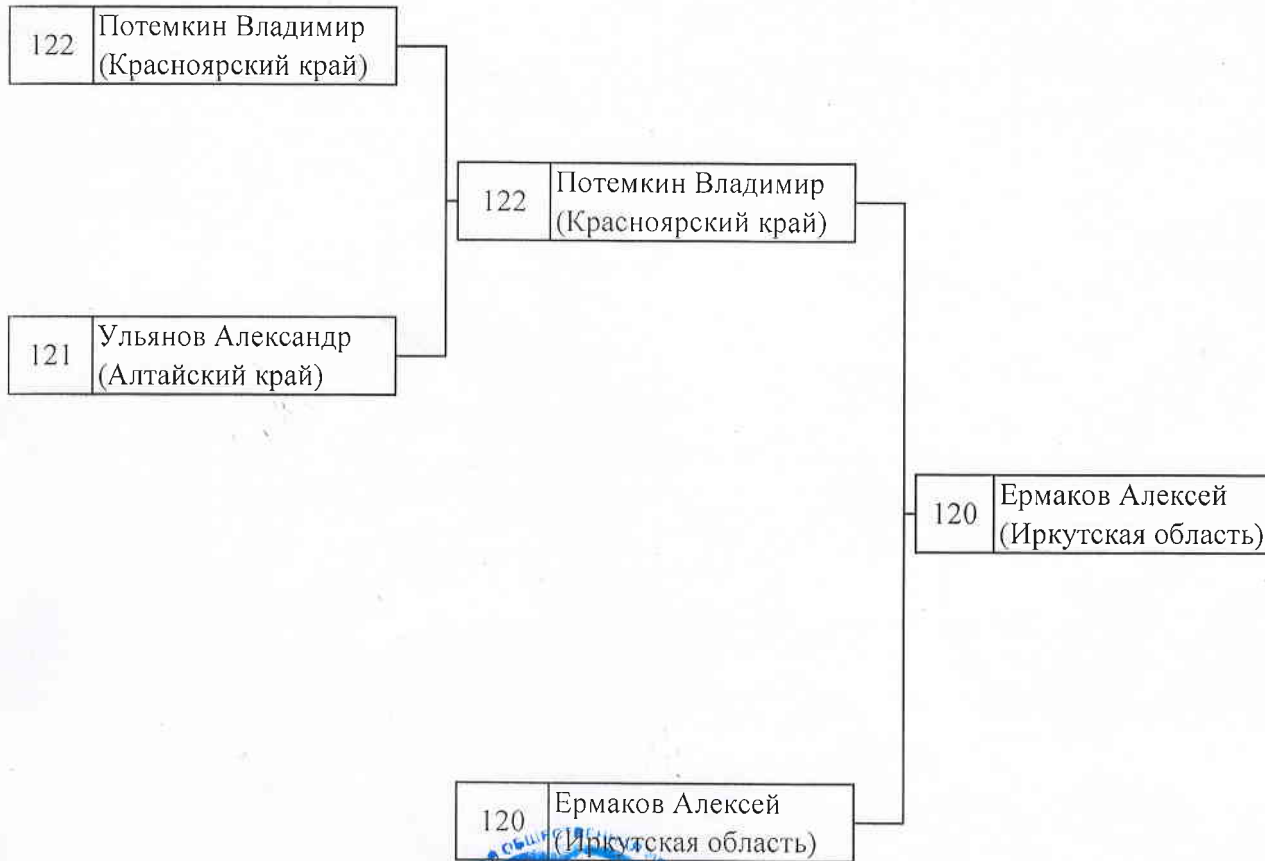 122
Потемкин Владимир
(Красноярский край)
122
Потемкин Владимир
(Красноярский край)
121
Ульянов Александр
(Алтайский край)
120
Ермаков Алексей
(Иркутская область)
120
Ермаков Алексей
(Иркутская область)